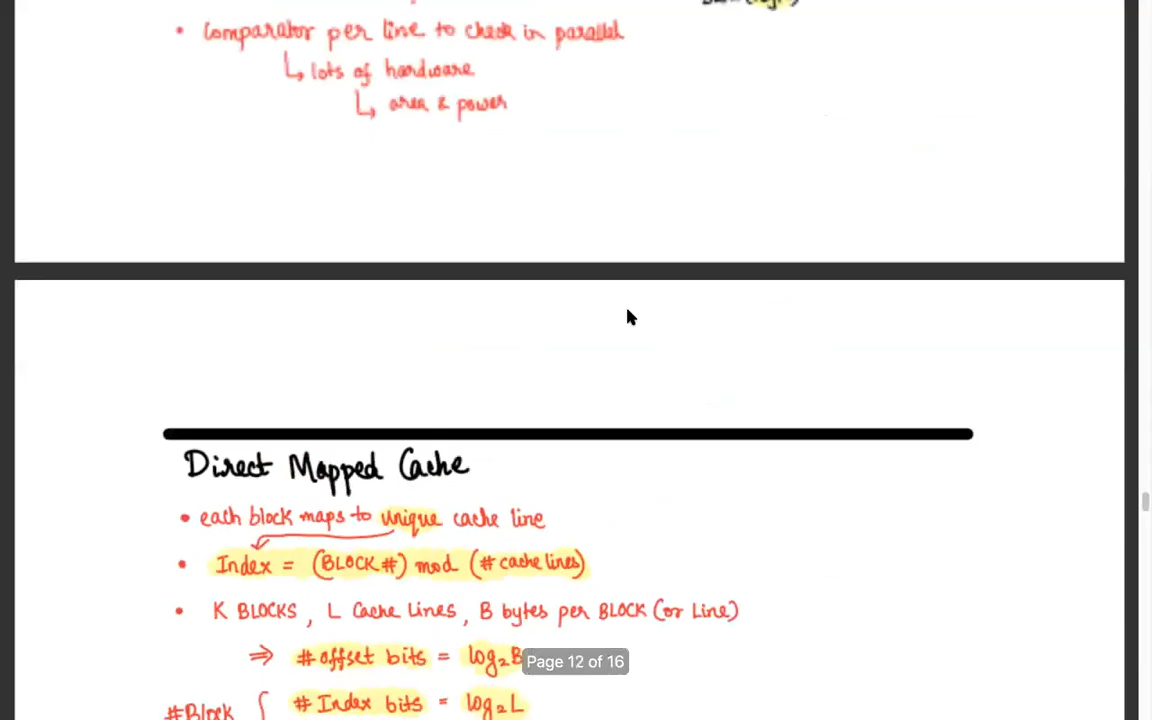 • Comparator per line to check in parallel
↳ lots of hardware
↳ area & power
Direct Mapped Cache
• each block maps to unique cache line
• Index = (BLOCK #) mod (# cache lines)
• K BLOCKS, L Cache Lines, B bytes per BLOCK (or Line)
⇒ # offset bits = log₂B
Page 12 of 16
#Block { # Index bits = log₂L